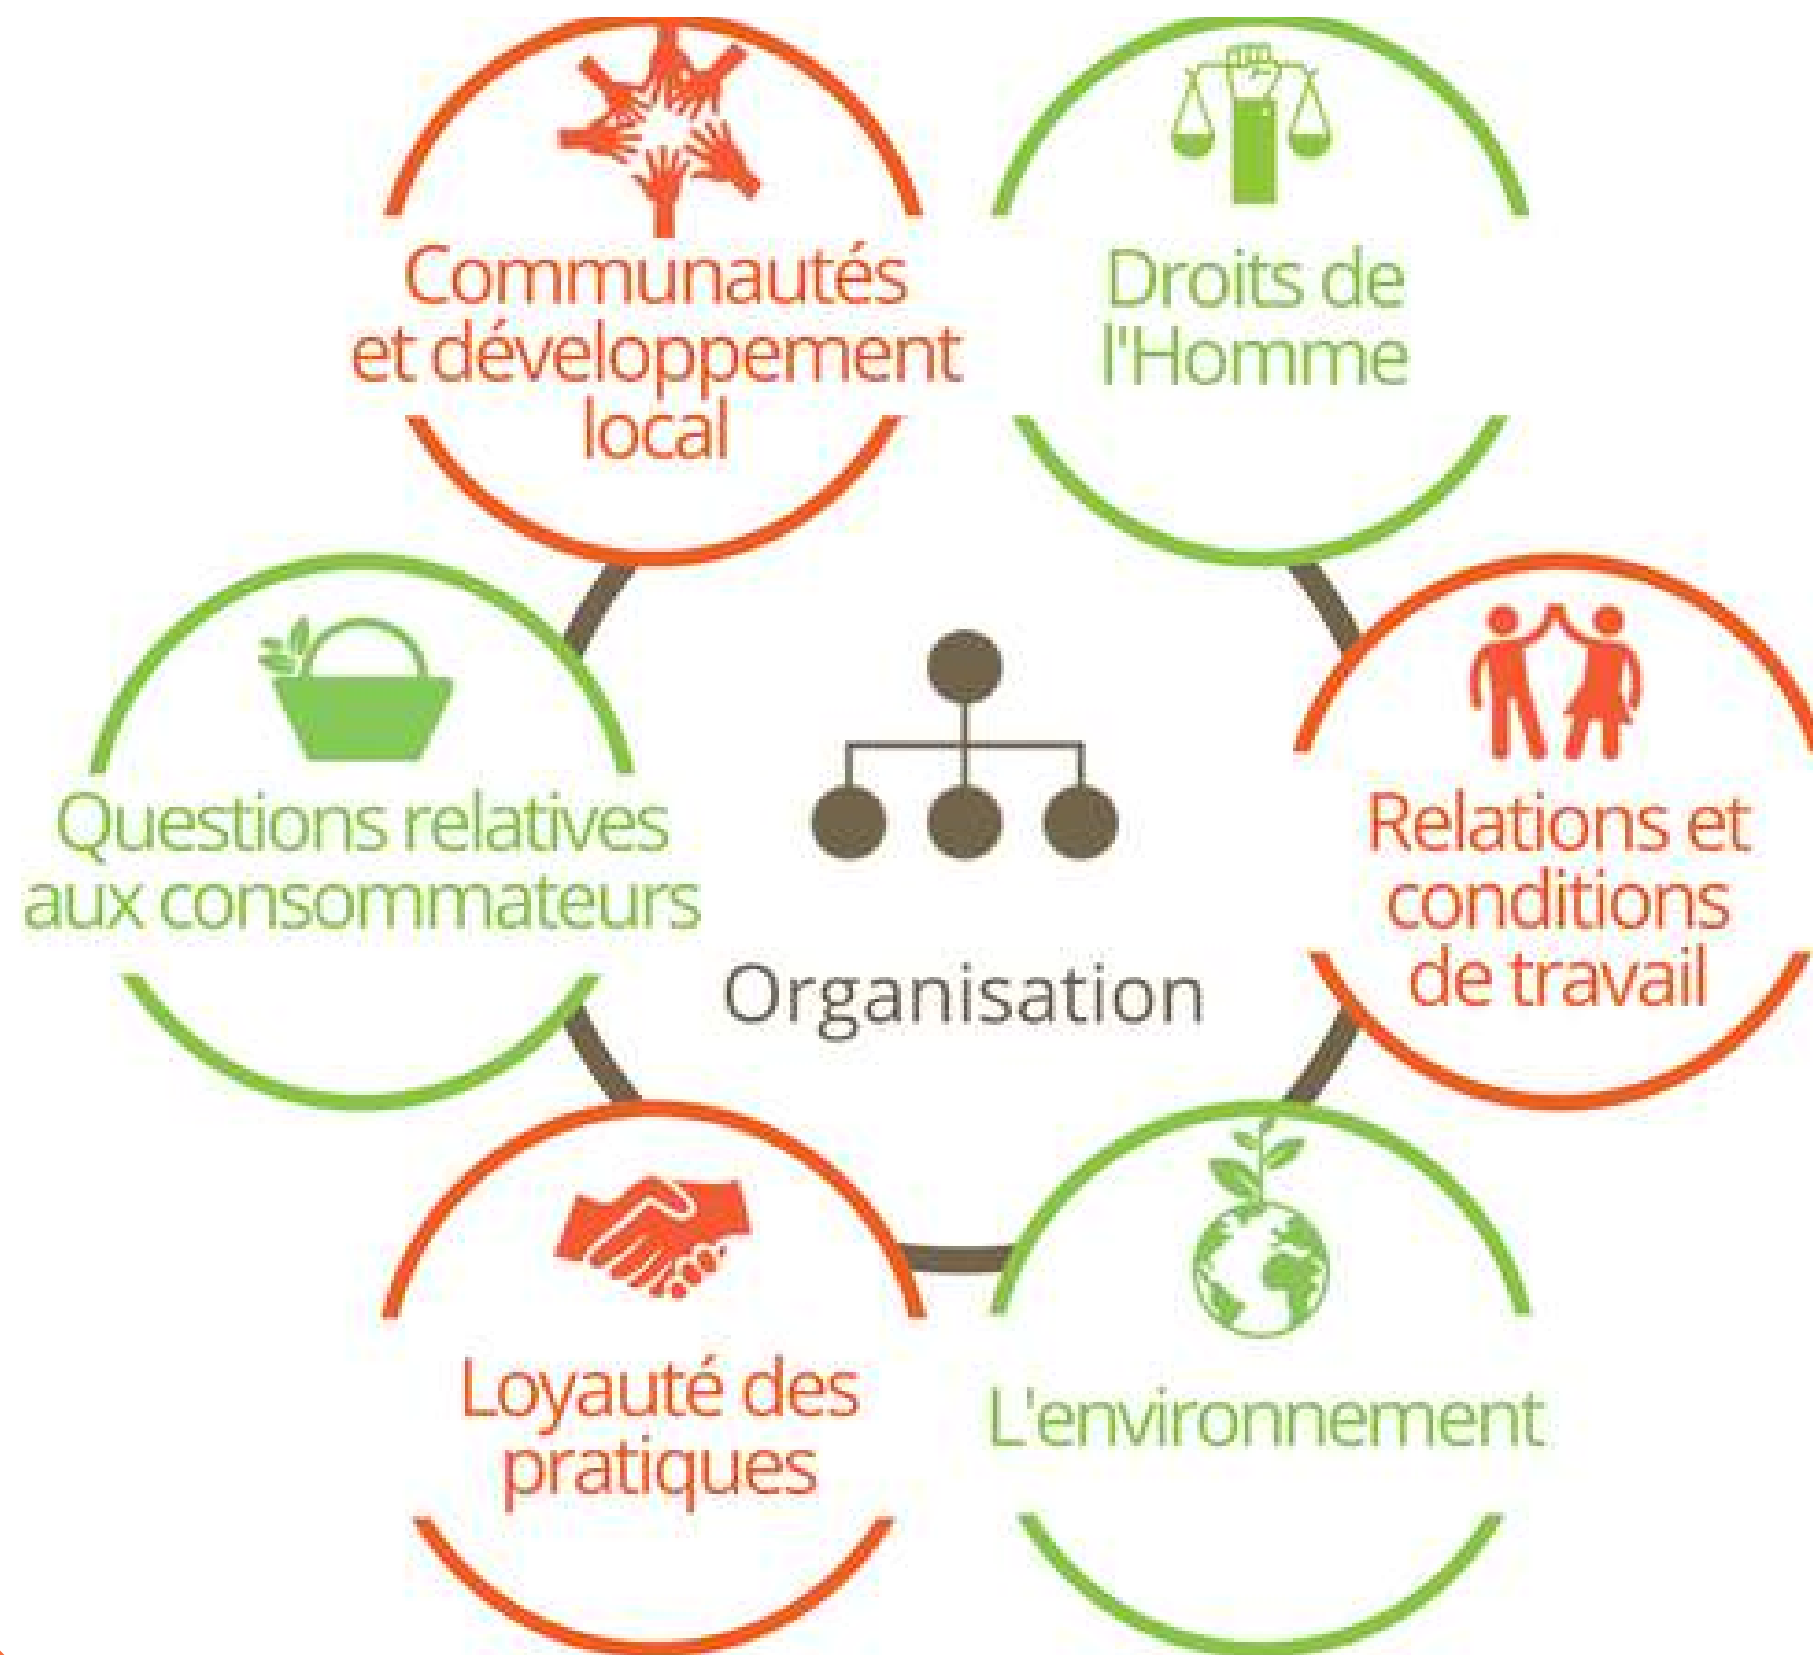 Communautés
et développement
local
Droits de
l'Homme
Questions relatives
aux consommateurs
Relations et
conditions
de travail
Organisation
Loyauté des
pratiques
L'environnement